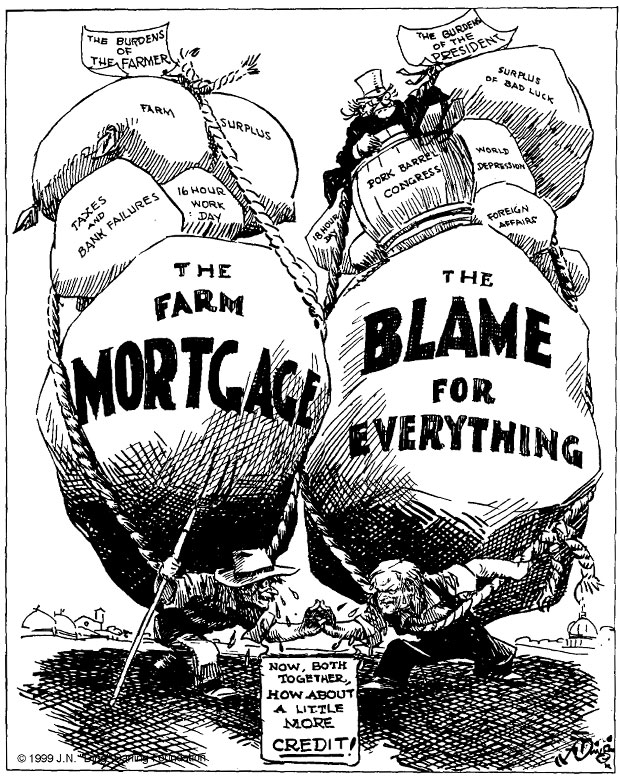 THE BURDENS
OF
THE FARMER
FARM
SURPLUS
TAXES
AND
BANK FAILURES
16 HOUR
WORK
DAY
THE
FARM
MORTGAGE
THE BURDENS
OF THE
PRESIDENT
SURPLUS
OF BAD LUCK
PORK BARREL
CONGRESS
WORLD
DEPRESSION
18 HOUR
DAY
FOREIGN
AFFAIRS
THE
BLAME
FOR
EVERYTHING
NOW, BOTH
TOGETHER,
HOW ABOUT
A LITTLE
MORE
CREDIT!
© 1999 J.N. "Ding" Darling Foundation